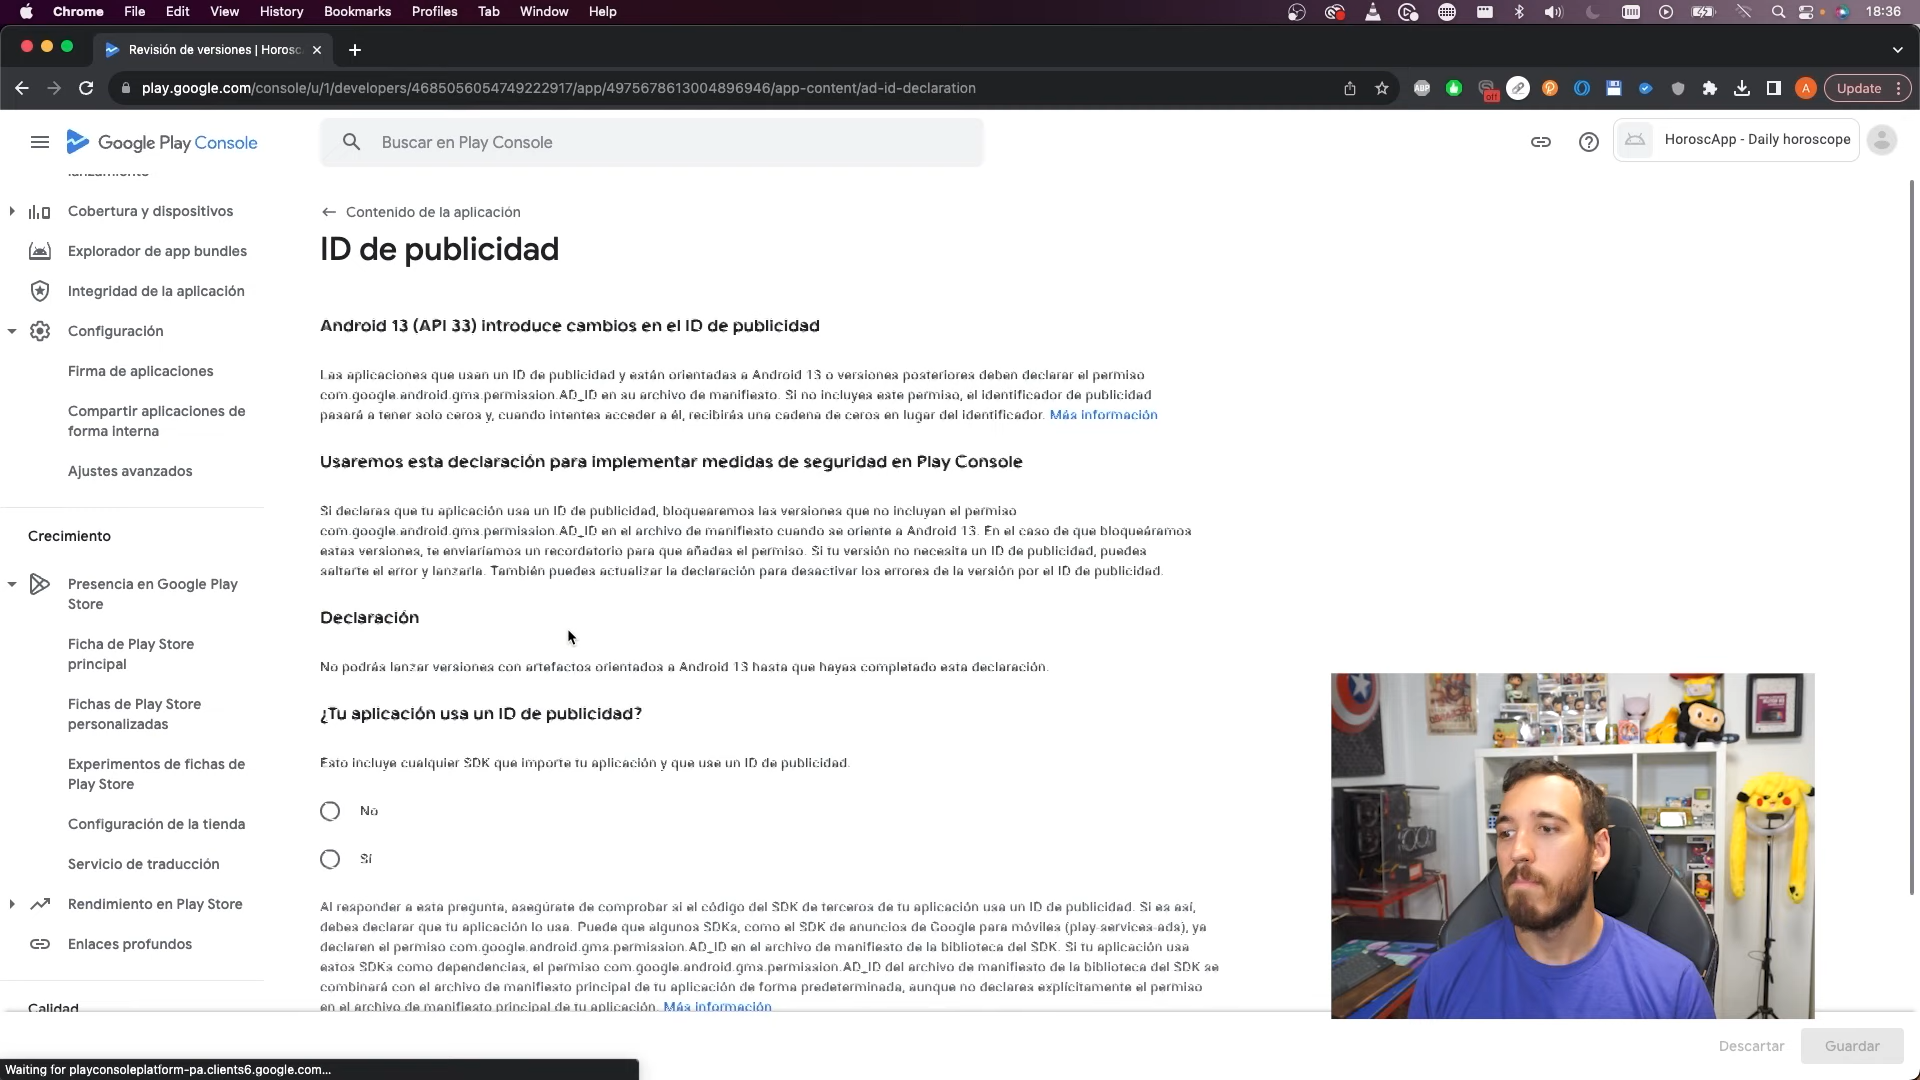 Chrome File Edit View History Bookmarks Profiles Tab Window Help 18:36
Revisión de versiones | Horosc
play.google.com/console/u/1/developers/4685056054749222917/app/4975678613004896946/app-content/ad-id-declaration
ABP off A Update
Google Play Console
Buscar en Play Console
HoroscApp - Daily horoscope
lanzamiento
Cobertura y dispositivos
Explorador de app bundles
Integridad de la aplicación
Configuración
Firma de aplicaciones
Compartir aplicaciones de
forma interna
Ajustes avanzados
Crecimiento
Presencia en Google Play
Store
Ficha de Play Store
principal
Fichas de Play Store
personalizadas
Experimentos de fichas de
Play Store
Configuración de la tienda
Servicio de traducción
Rendimiento en Play Store
Enlaces profundos
Calidad
Contenido de la aplicación
ID de publicidad
Android 13 (API 33) introduce cambios en el ID de publicidad
Las aplicaciones que usan un ID de publicidad y están orientadas a Android 13 o versiones posteriores deben declarar el permiso
com.google.android.gms.permission.AD_ID en su archivo de manifiesto. Si no incluyes este permiso, el identificador de publicidad
pasará a tener solo ceros y, cuando intentes acceder a él, recibirás una cadena de ceros en lugar del identificador. Más información
Usaremos esta declaración para implementar medidas de seguridad en Play Console
Si declaras que tu aplicación usa un ID de publicidad, bloquearemos las versiones que no incluyan el permiso
com.google.android.gms.permission.AD_ID en el archivo de manifiesto cuando se oriente a Android 13. En el caso de que bloqueáramos
estas versiones, te enviaríamos un recordatorio para que añadas el permiso. Si tu versión no necesita un ID de publicidad, puedes
saltarte el error y lanzarla. También puedes actualizar la declaración para desactivar los errores de la versión por el ID de publicidad.
Declaración
No podrás lanzar versiones con artefactos orientados a Android 13 hasta que hayas completado esta declaración.
¿Tu aplicación usa un ID de publicidad?
Esto incluye cualquier SDK que importe tu aplicación y que use un ID de publicidad.
No
Sí
Al responder a esta pregunta, asegúrate de comprobar si el código del SDK de terceros de tu aplicación usa un ID de publicidad. Si es así,
debes declarar que tu aplicación lo usa. Puede que algunos SDKs, como el SDK de anuncios de Google para móviles (play-services-ads), ya
declaren el permiso com.google.android.gms.permission.AD_ID en el archivo de manifiesto de la biblioteca del SDK. Si tu aplicación usa
estos SDKs como dependencias, el permiso com.google.android.gms.permission.AD_ID del archivo de manifiesto de la biblioteca del SDK se
combinará con el archivo de manifiesto principal de tu aplicación de forma predeterminada, aunque no declares explícitamente el permiso
en el archivo de manifiesto principal de tu aplicación. Más información
Descartar Guardar
Waiting for playconsoleplatform-pa.clients6.google.com...